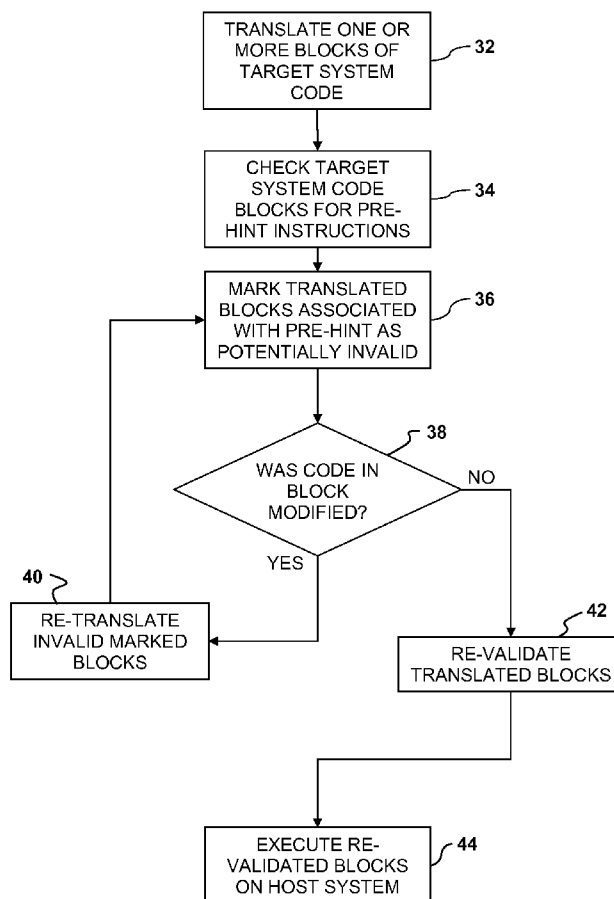 TRANSLATE ONE OR
MORE BLOCKS OF
TARGET SYSTEM
CODE
32
CHECK TARGET
SYSTEM CODE
BLOCKS FOR PRE-
HINT INSTRUCTIONS
34
MARK TRANSLATED
BLOCKS ASSOCIATED
WITH PRE-HINT AS
POTENTIALLY INVALID
36
38
WAS CODE IN
BLOCK
MODIFIED?
NO
YES
40
RE-TRANSLATE
INVALID MARKED
BLOCKS
42
RE-VALIDATE
TRANSLATED BLOCKS
EXECUTE RE-
VALIDATED BLOCKS
ON HOST SYSTEM
44